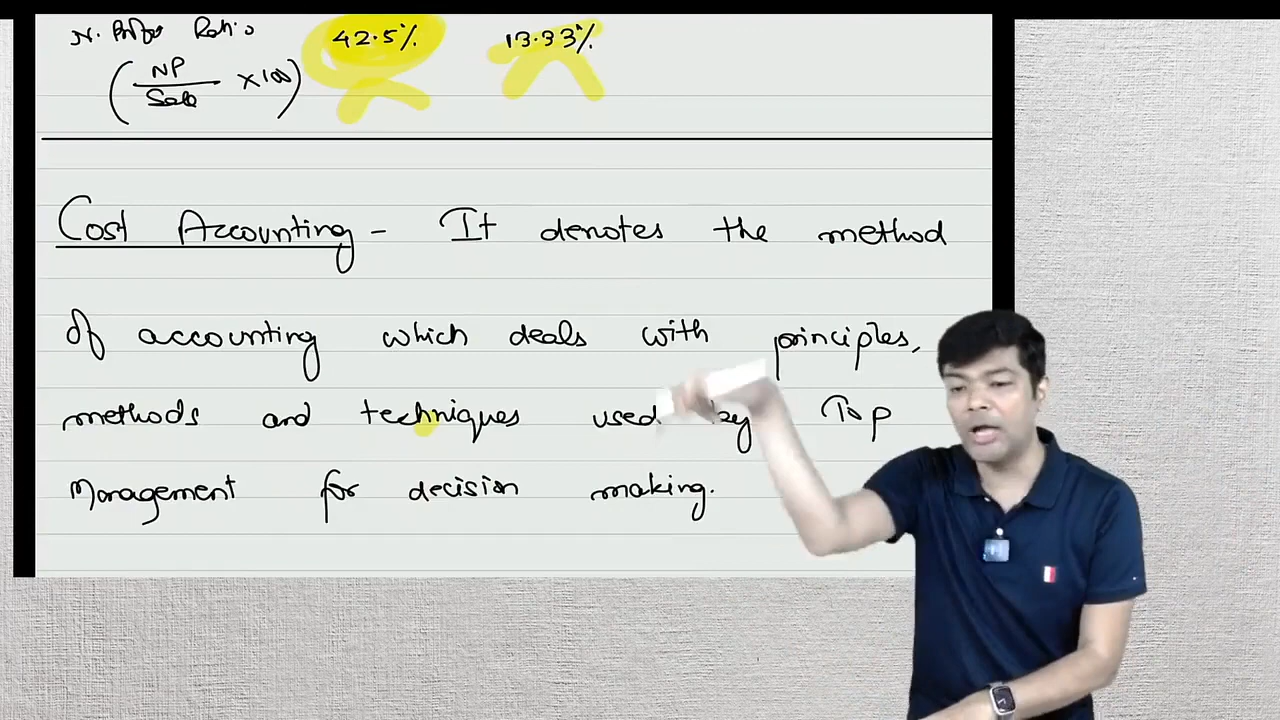 N. Profit Ratio 42.5% 13.33%
(NP/Sale ×100)
Cost Accounting - It denotes the method
of accounting which deals with principles,
methods and techniques used by Top
Management for decision making.